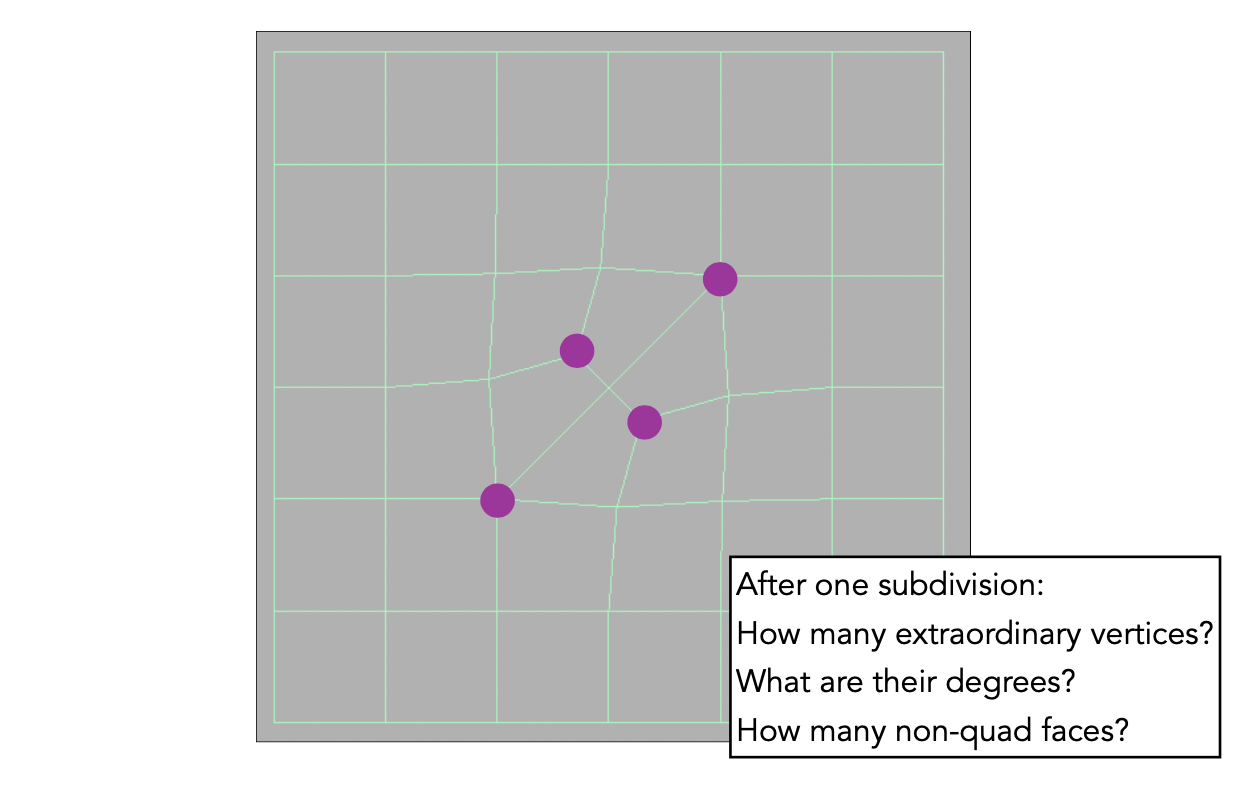 After one subdivision:
How many extraordinary vertices?
What are their degrees?
How many non-quad faces?